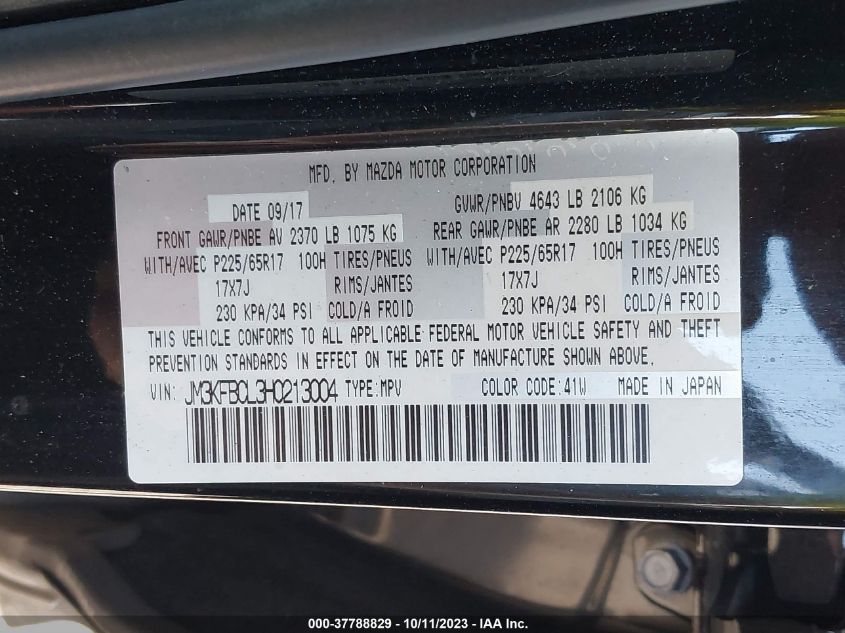 MFD. BY MAZDA MOTOR CORPORATION
DATE 09/17 GVWR/PNBV 4643 LB 2106 KG
FRONT GAWR/PNBE AV 2370 LB 1075 KG REAR GAWR/PNBE AR 2280 LB 1034 KG
WITH/AVEC P225/65R17 100H TIRES/PNEUS WITH/AVEC P225/65R17 100H TIRES/PNEUS
17X7J RIMS/JANTES 17X7J RIMS/JANTES
230 KPA/34 PSI COLD/A FROID 230 KPA/34 PSI COLD/A FROID
THIS VEHICLE CONFORMS TO ALL APPLICABLE FEDERAL MOTOR VEHICLE SAFETY AND THEFT
PREVENTION STANDARDS IN EFFECT ON THE DATE OF MANUFACTURE SHOWN ABOVE.
VIN: JM3KFBCL3H0213004 TYPE:MPV COLOR CODE:41W MADE IN JAPAN
000-37788829 - 10/11/2023 - IAA, Inc.